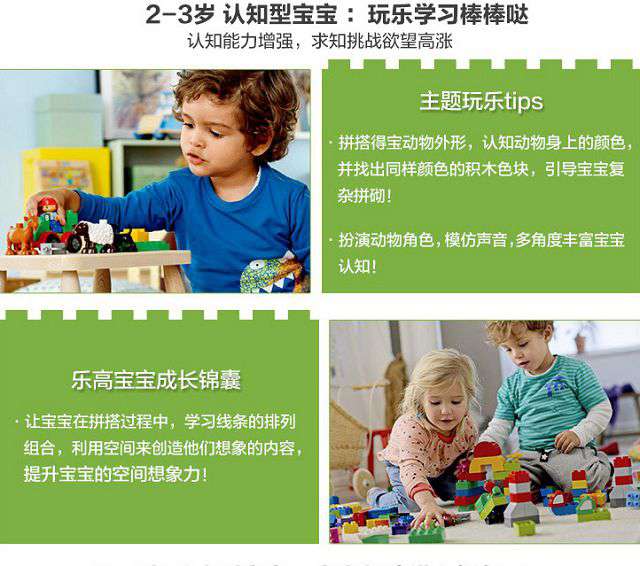 2-3岁 认知型宝宝：玩乐学习棒棒哒
认知能力增强，求知挑战欲望高涨
主题玩乐tips
· 拼搭得宝动物外形，认知动物身上的颜色，
并找出同样颜色的积木色块，引导宝宝复
杂拼砌！
· 扮演动物角色，模仿声音，多角度丰富宝宝
认知！
乐高宝宝成长锦囊
· 让宝宝在拼搭过程中，学习线条的排列
组合，利用空间来创造他们想象的内容，
提升宝宝的空间想象力！